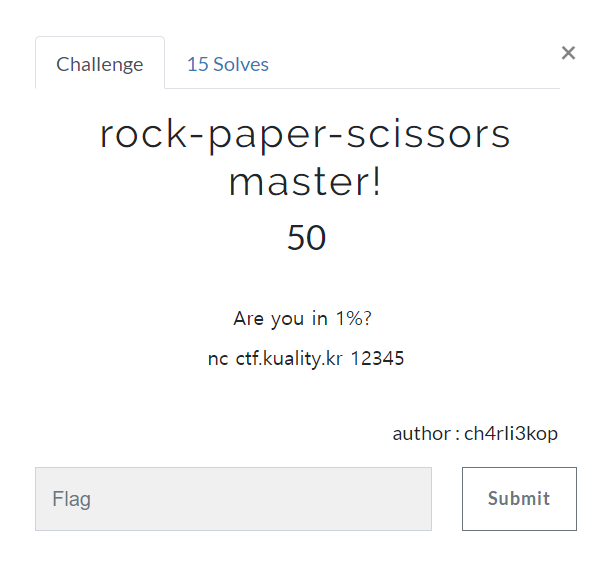 Challenge
15 Solves
×
rock-paper-scissors
master!
50
Are you in 1%?
nc ctf.kuality.kr 12345
author : ch4rli3kop
Flag
Submit